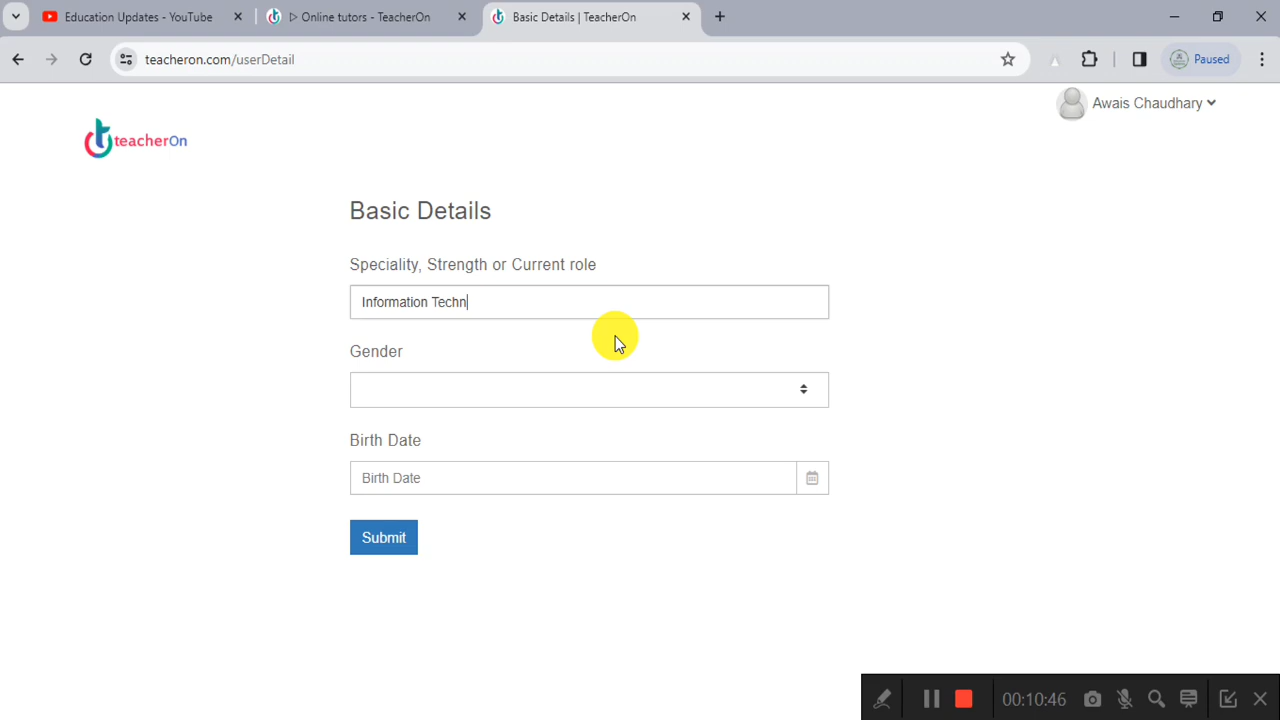 Education Updates - YouTube
Online tutors - TeacherOn
Basic Details | TeacherOn
teacheron.com/userDetail
Paused
Awais Chaudhary
teacherOn
Basic Details
Speciality, Strength or Current role
Information Techn
Gender
Birth Date
Birth Date
Submit
00:10:46